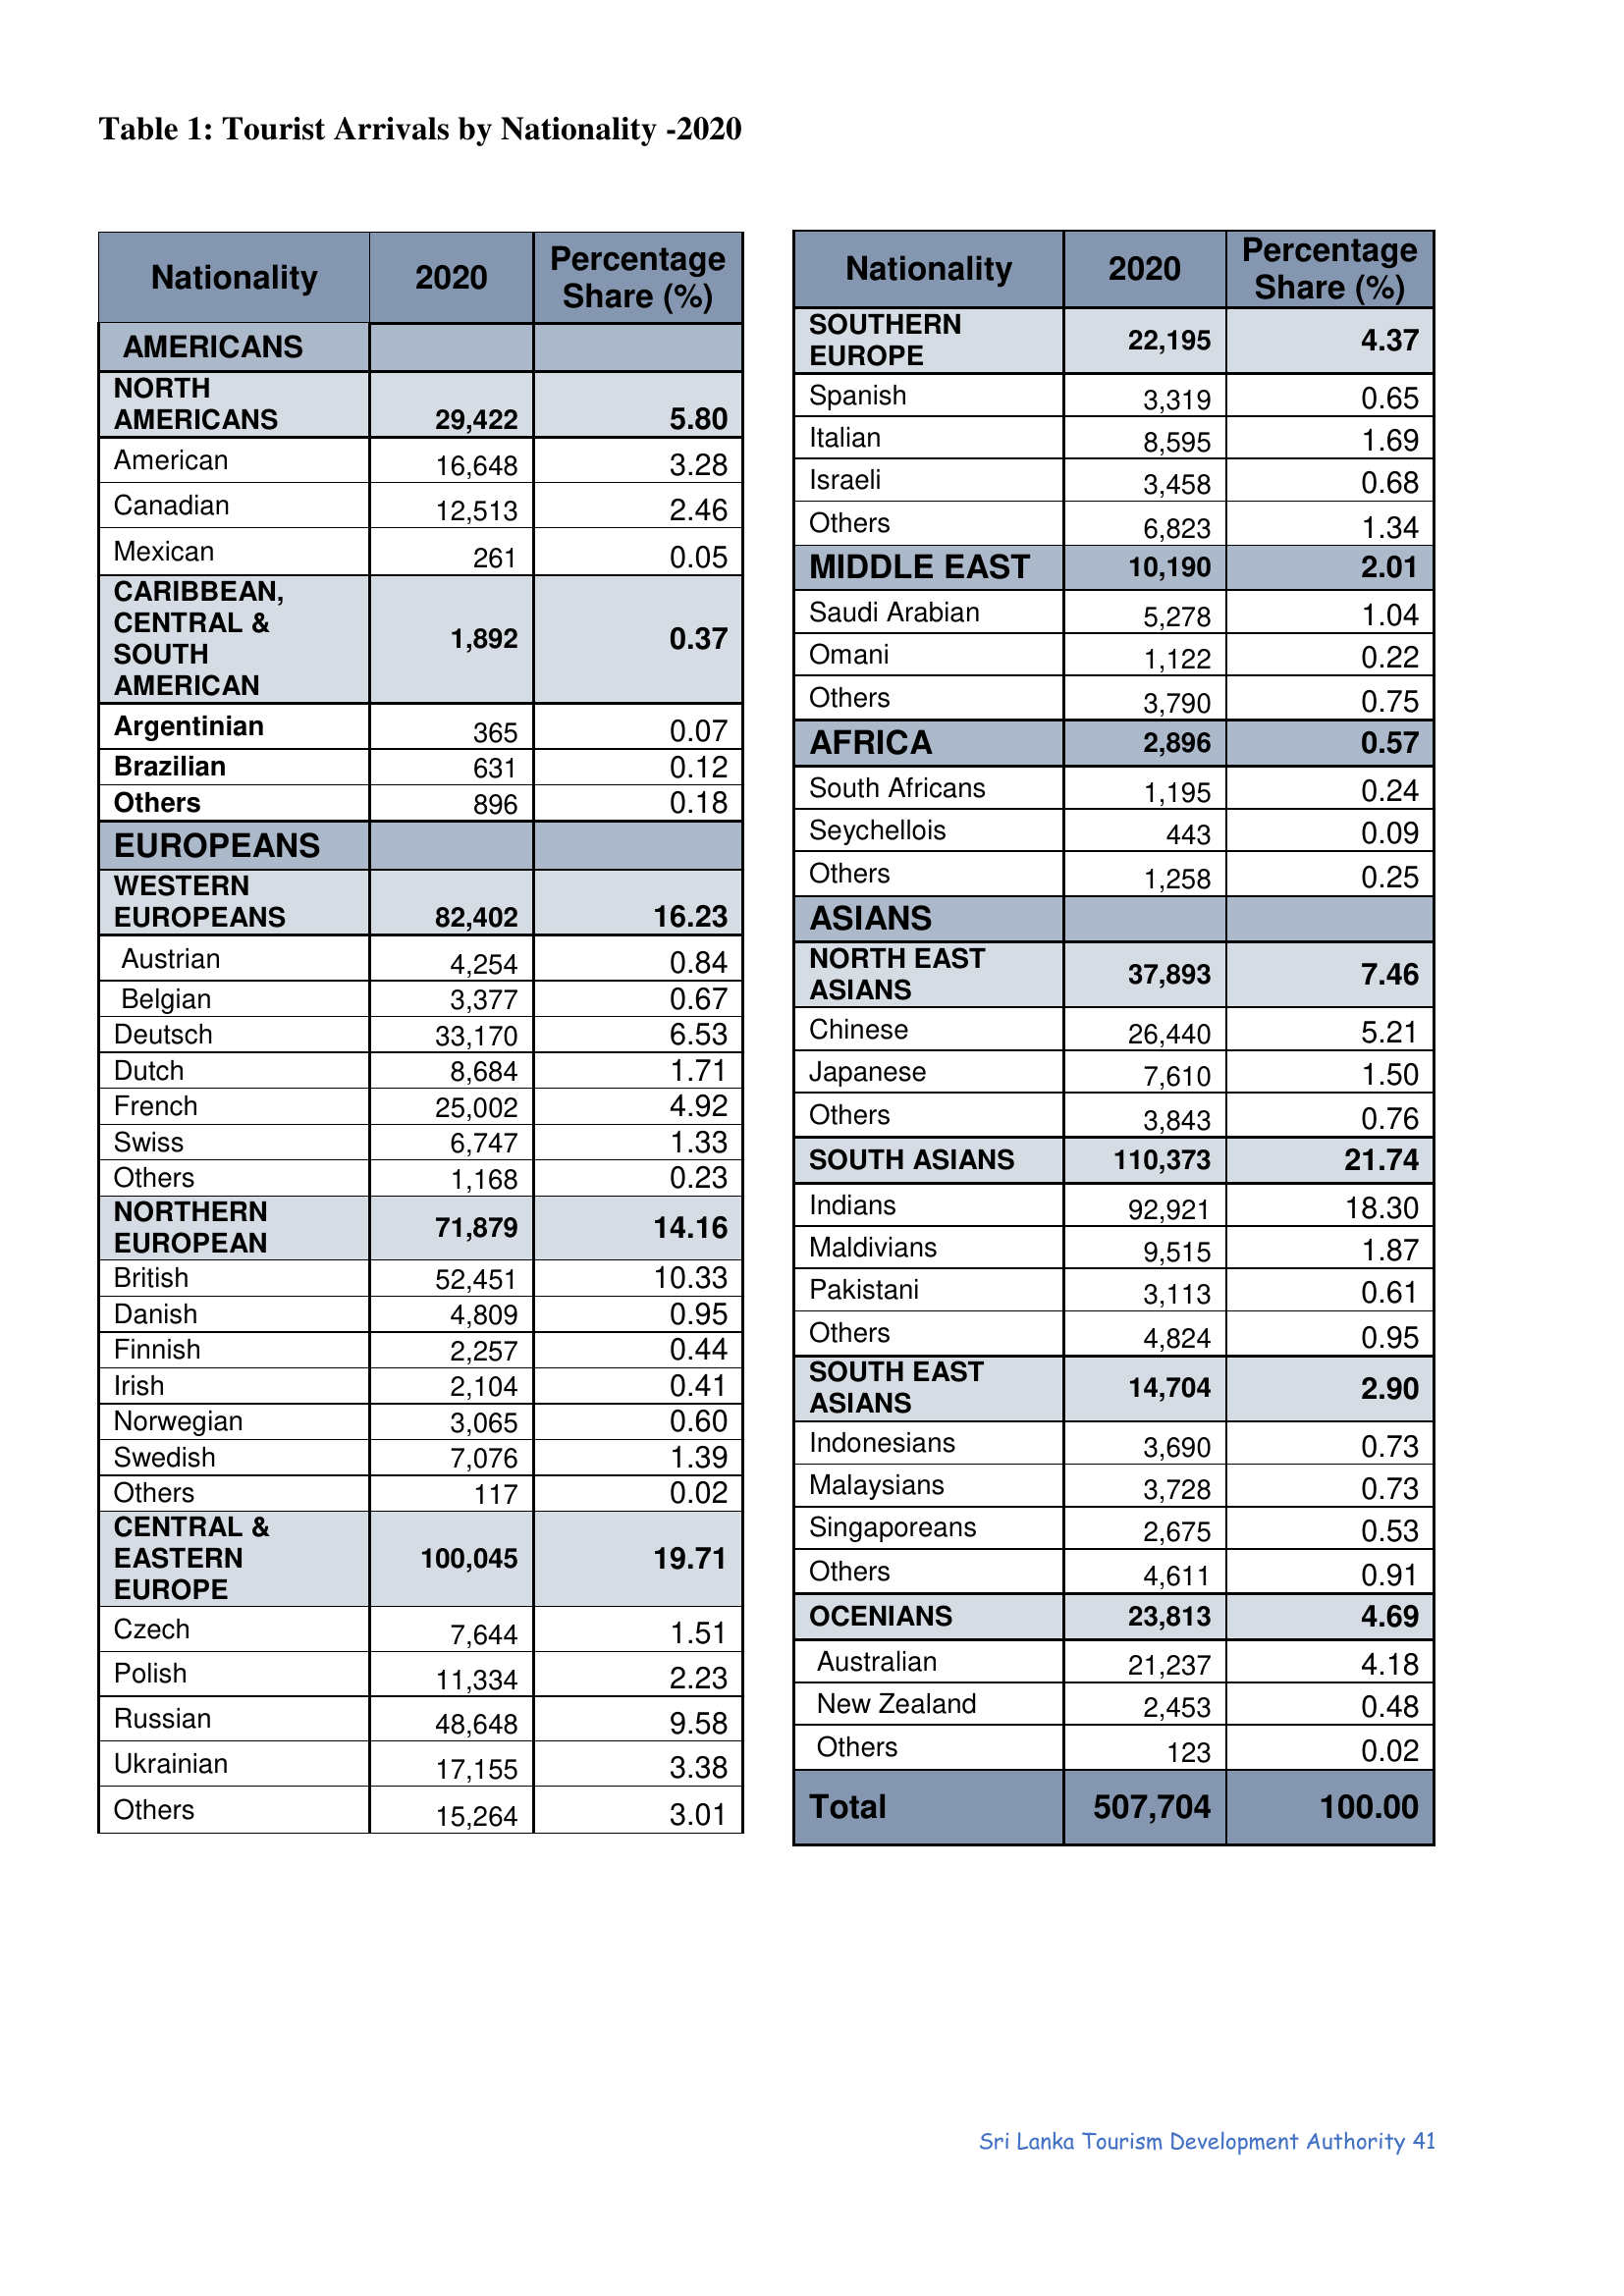 Table 1: Tourist Arrivals by Nationality -2020
Nationality 2020 Percentage Share (%)
AMERICANS
NORTH AMERICANS 29,422 5.80
American 16,648 3.28
Canadian 12,513 2.46
Mexican 261 0.05
CARIBBEAN, CENTRAL & SOUTH AMERICAN 1,892 0.37
Argentinian 365 0.07
Brazilian 631 0.12
Others 896 0.18
EUROPEANS
WESTERN EUROPEANS 82,402 16.23
Austrian 4,254 0.84
Belgian 3,377 0.67
Deutsch 33,170 6.53
Dutch 8,684 1.71
French 25,002 4.92
Swiss 6,747 1.33
Others 1,168 0.23
NORTHERN EUROPEAN 71,879 14.16
British 52,451 10.33
Danish 4,809 0.95
Finnish 2,257 0.44
Irish 2,104 0.41
Norwegian 3,065 0.60
Swedish 7,076 1.39
Others 117 0.02
CENTRAL & EASTERN EUROPE 100,045 19.71
Czech 7,644 1.51
Polish 11,334 2.23
Russian 48,648 9.58
Ukrainian 17,155 3.38
Others 15,264 3.01
Nationality 2020 Percentage Share (%)
SOUTHERN EUROPE 22,195 4.37
Spanish 3,319 0.65
Italian 8,595 1.69
Israeli 3,458 0.68
Others 6,823 1.34
MIDDLE EAST 10,190 2.01
Saudi Arabian 5,278 1.04
Omani 1,122 0.22
Others 3,790 0.75
AFRICA 2,896 0.57
South Africans 1,195 0.24
Seychellois 443 0.09
Others 1,258 0.25
ASIANS
NORTH EAST ASIANS 37,893 7.46
Chinese 26,440 5.21
Japanese 7,610 1.50
Others 3,843 0.76
SOUTH ASIANS 110,373 21.74
Indians 92,921 18.30
Maldivians 9,515 1.87
Pakistani 3,113 0.61
Others 4,824 0.95
SOUTH EAST ASIANS 14,704 2.90
Indonesians 3,690 0.73
Malaysians 3,728 0.73
Singaporeans 2,675 0.53
Others 4,611 0.91
OCENIANS 23,813 4.69
Australian 21,237 4.18
New Zealand 2,453 0.48
Others 123 0.02
Total 507,704 100.00
Sri Lanka Tourism Development Authority 41